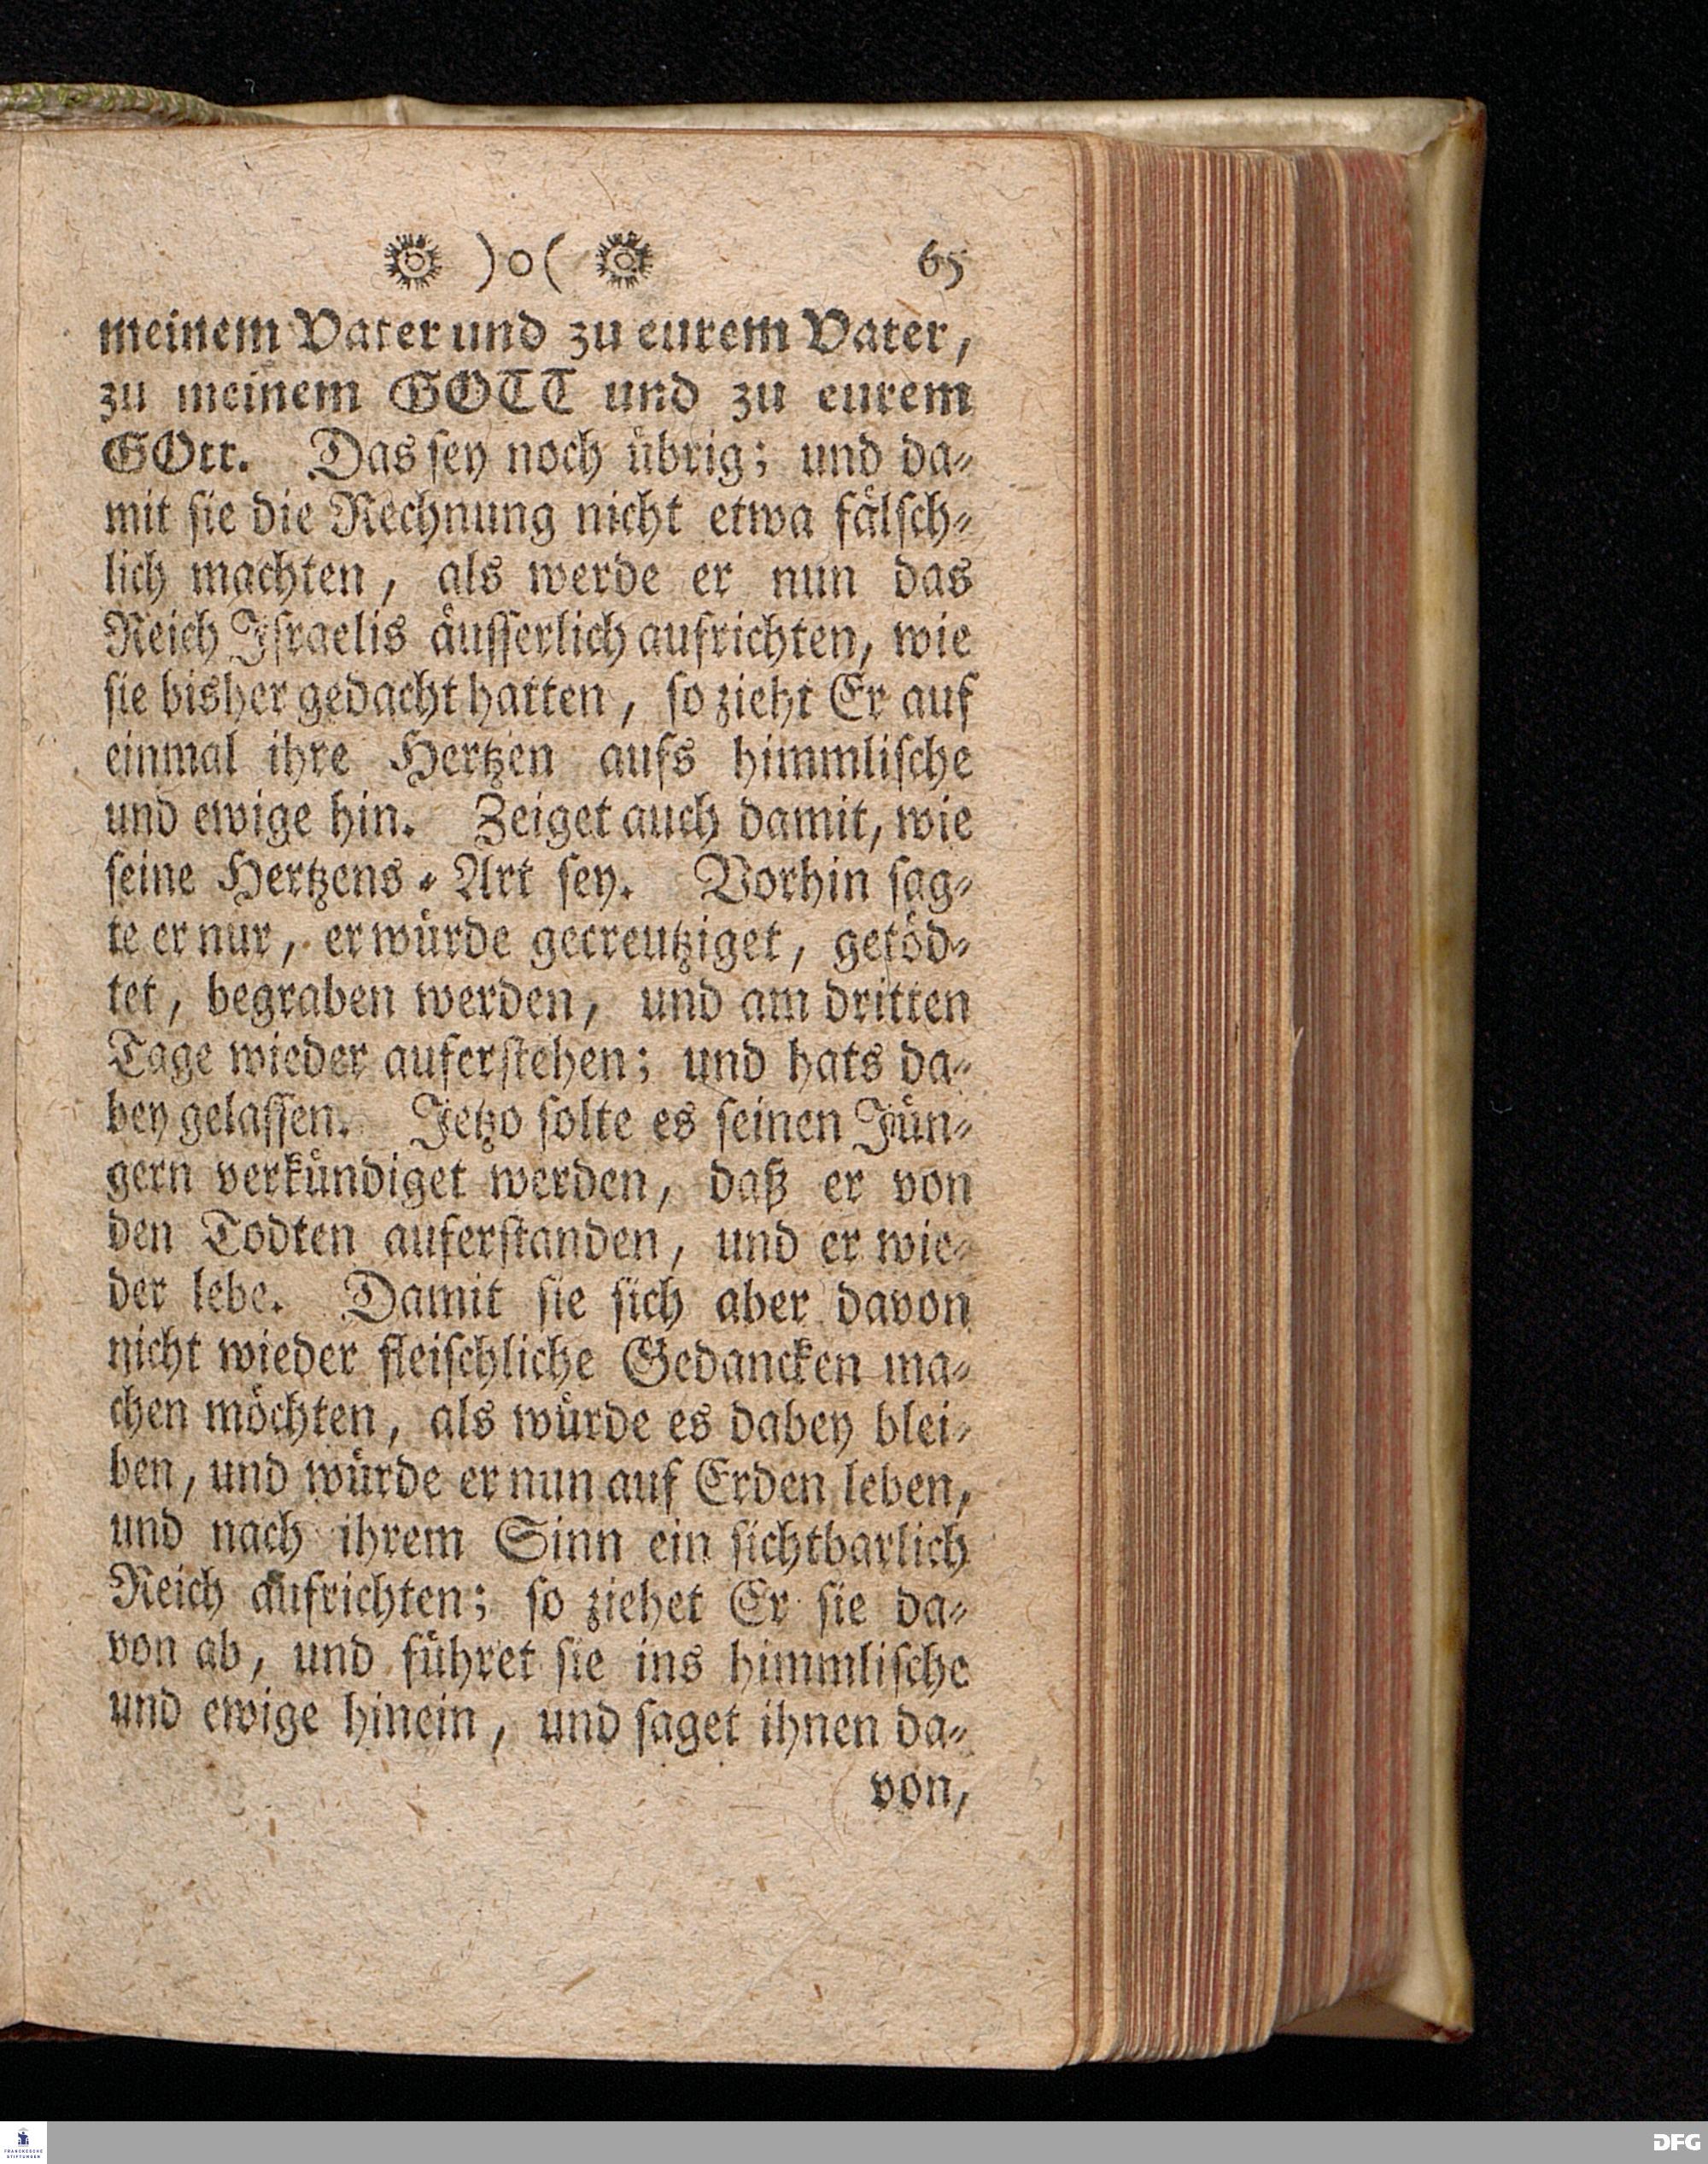 )o( 65
meinem Vater und zu eurem Vater,
zu meinem GOTT und zu eurem
GOtt. Das sey noch übrig; und da-
mit sie die Rechnung nicht etwa fälsch-
lich machten, als werde er nun das
Reich Israelis äusserlich aufrichten, wie
sie bisher gedacht hatten, so zieht Er auf
einmal ihre Hertzen aufs himmlische
und ewige hin. Zeiget auch damit, wie
seine Hertzens-Art sey. Vorhin sag-
te er nur, er würde gecreutziget, getöd-
tet, begraben werden, und am dritten
Tage wieder auferstehen; und hats da-
bey gelassen. Jetzo solte es seinen Jün-
gern verkündiget werden, daß er von
den Todten auferstanden, und er wie-
der lebe. Damit sie sich aber davon
nicht wieder fleischliche Gedancken ma-
chen möchten, als würde es dabey blei-
ben, und würde er nun auf Erden leben,
und nach ihrem Sinn ein sichtbarlich
Reich aufrichten; so ziehet Er sie da-
von ab, und führet sie ins himmlische
und ewige hinein, und saget ihnen da-
von,
FRANCKESCHE
STIFTUNGEN
DFG